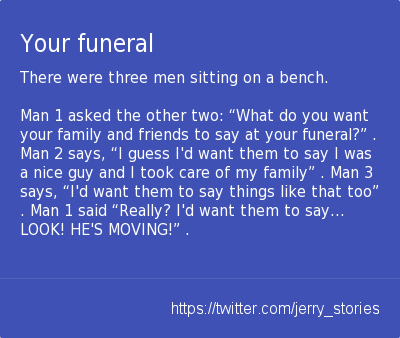 Your funeral
There were three men sitting on a bench.
Man 1 asked the other two: “What do you want
your family and friends to say at your funeral?” .
Man 2 says, “I guess I'd want them to say I was
a nice guy and I took care of my family” . Man 3
says, “I'd want them to say things like that too”
. Man 1 said “Really? I'd want them to say...
LOOK! HE'S MOVING!” .
https://twitter.com/jerry_stories